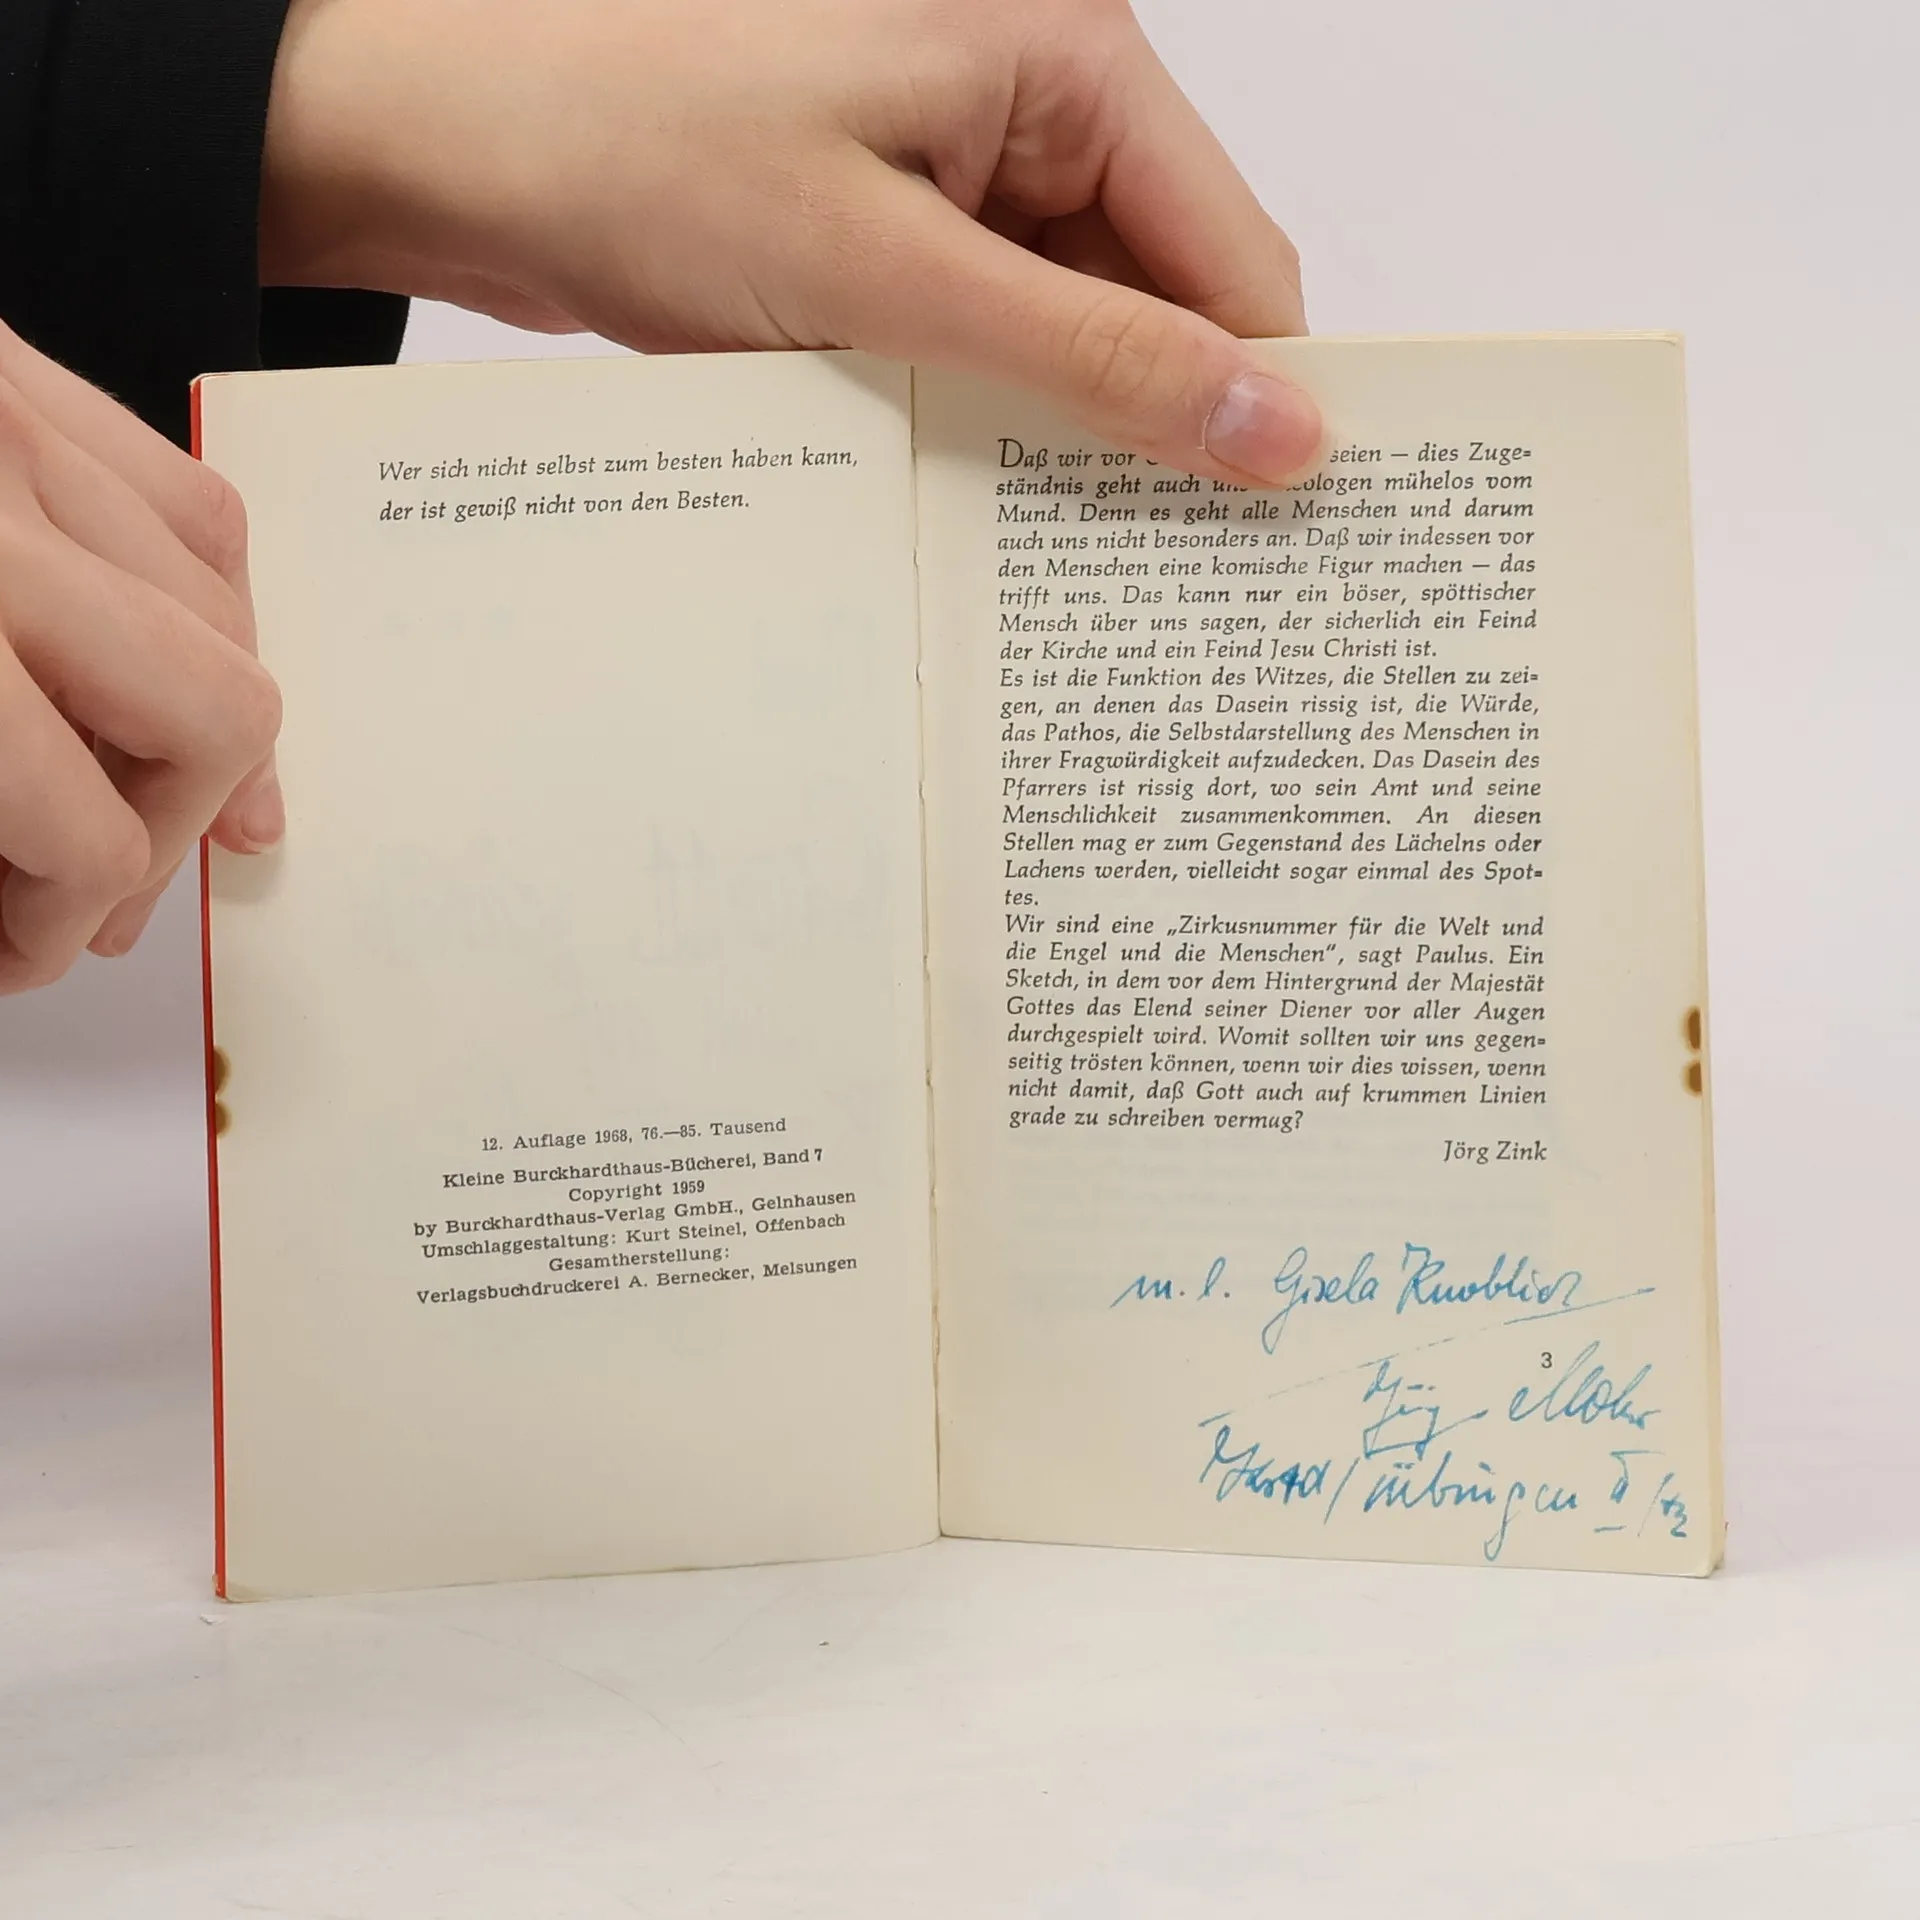 Wer sich nicht selbst zum besten haben kann,
der ist gewiß nicht von den Besten.
12. Auflage 1968, 76.—85. Tausend
Kleine Burckhardthaus-Bücherei, Band 7
Copyright 1959
by Burckhardthaus-Verlag GmbH., Gelnhausen
Umschlaggestaltung: Kurt Steinel, Offenbach
Gesamtherstellung:
Verlagsbuchdruckerei A. Bernecker, Melsungen
Daß wir vor seien — dies Zuge=
ständnis geht auch mühelos vom
Mund. Denn es geht alle Menschen und darum
auch uns nicht besonders an. Daß wir indessen vor
den Menschen eine komische Figur machen — das
trifft uns. Das kann nur ein böser, spöttischer
Mensch über uns sagen, der sicherlich ein Feind
der Kirche und ein Feind Jesu Christi ist.
Es ist die Funktion des Witzes, die Stellen zu zei=
gen, an denen das Dasein rissig ist, die Würde,
das Pathos, die Selbstdarstellung des Menschen in
ihrer Fragwürdigkeit aufzudecken. Das Dasein des
Pfarrers ist rissig dort, wo sein Amt und seine
Menschlichkeit zusammenkommen. An diesen
Stellen mag er zum Gegenstand des Lächelns oder
Lachens werden, vielleicht sogar einmal des Spot=
tes.
Wir sind eine „Zirkusnummer für die Welt und
die Engel und die Menschen“, sagt Paulus. Ein
Sketch, in dem vor dem Hintergrund der Majestät
Gottes das Elend seiner Diener vor aller Augen
durchgespielt wird. Womit sollten wir uns gegen=
seitig trösten können, wenn wir dies wissen, wenn
nicht damit, daß Gott auch auf krummen Linien
grade zu schreiben vermag?
Jörg Zink
m. l. Gisela Knoblich
3
Mohr
Tübingen